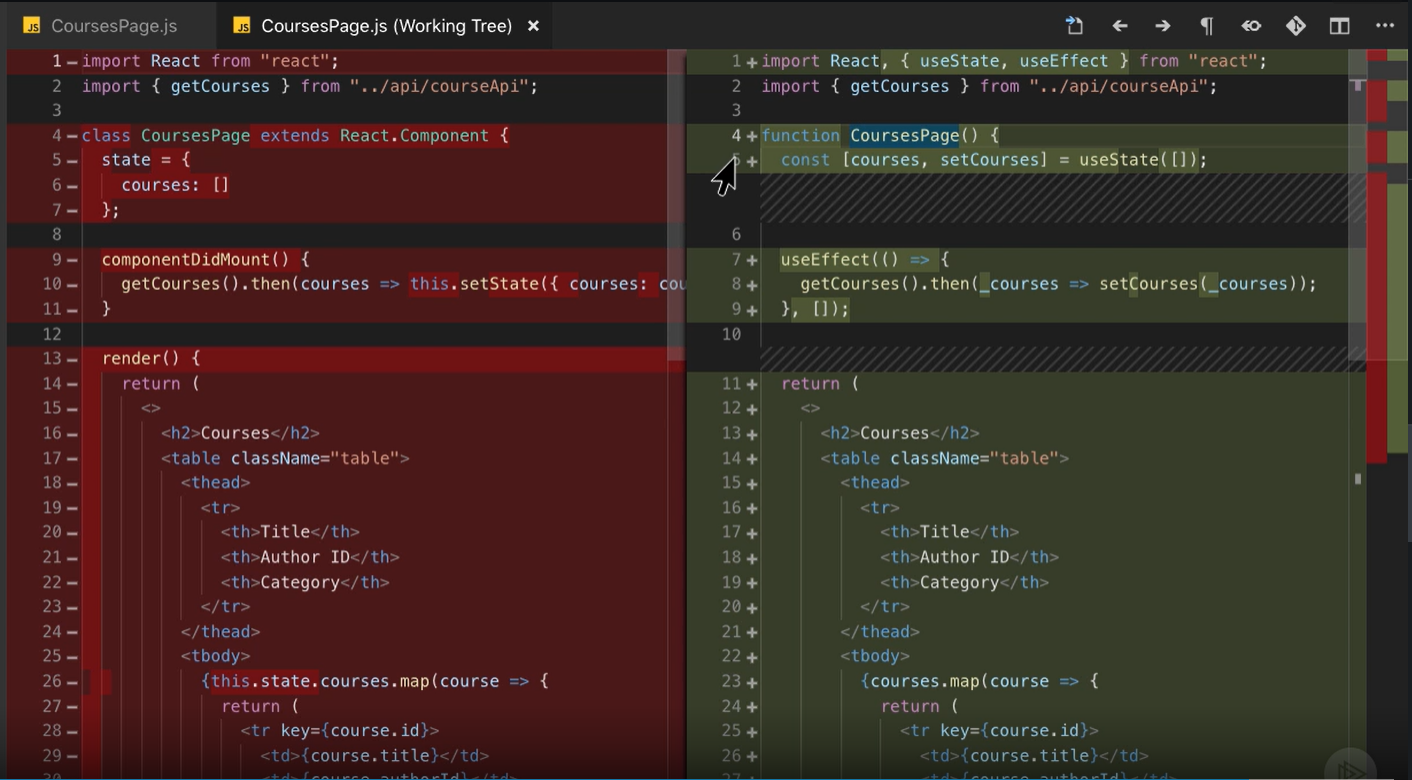 CoursesPage.js
CoursesPage.js (Working Tree)
1 – import React from "react";
2 import { getCourses } from "../api/courseApi";
3
4 – class CoursesPage extends React.Component {
5 – state = {
6 – courses: []
7 – };
8
9 – componentDidMount() {
10 – getCourses().then(courses => this.setState({ courses: cou
11 – }
12
13 – render() {
14 – return (
15 – <>
16 – <h2>Courses</h2>
17 – <table className="table">
18 – <thead>
19 – <tr>
20 – <th>Title</th>
21 – <th>Author ID</th>
22 – <th>Category</th>
23 – </tr>
24 – </thead>
25 – <tbody>
26 – {this.state.courses.map(course => {
27 – return (
28 – <tr key={course.id}>
29 – <td>{course.title}</td>
<td>{course.authorId}</td>
1 + import React, { useState, useEffect } from "react";
2 import { getCourses } from "../api/courseApi";
3
4 + function CoursesPage() {
5 + const [courses, setCourses] = useState([]);
6
7 + useEffect(() => {
8 + getCourses().then(_courses => setCourses(_courses));
9 + }, []);
10
11 + return (
12 + <>
13 + <h2>Courses</h2>
14 + <table className="table">
15 + <thead>
16 + <tr>
17 + <th>Title</th>
18 + <th>Author ID</th>
19 + <th>Category</th>
20 + </tr>
21 + </thead>
22 + <tbody>
23 + {courses.map(course => {
24 + return (
25 + <tr key={course.id}>
26 + <td>{course.title}</td>
<td>{course.authorId}</td>